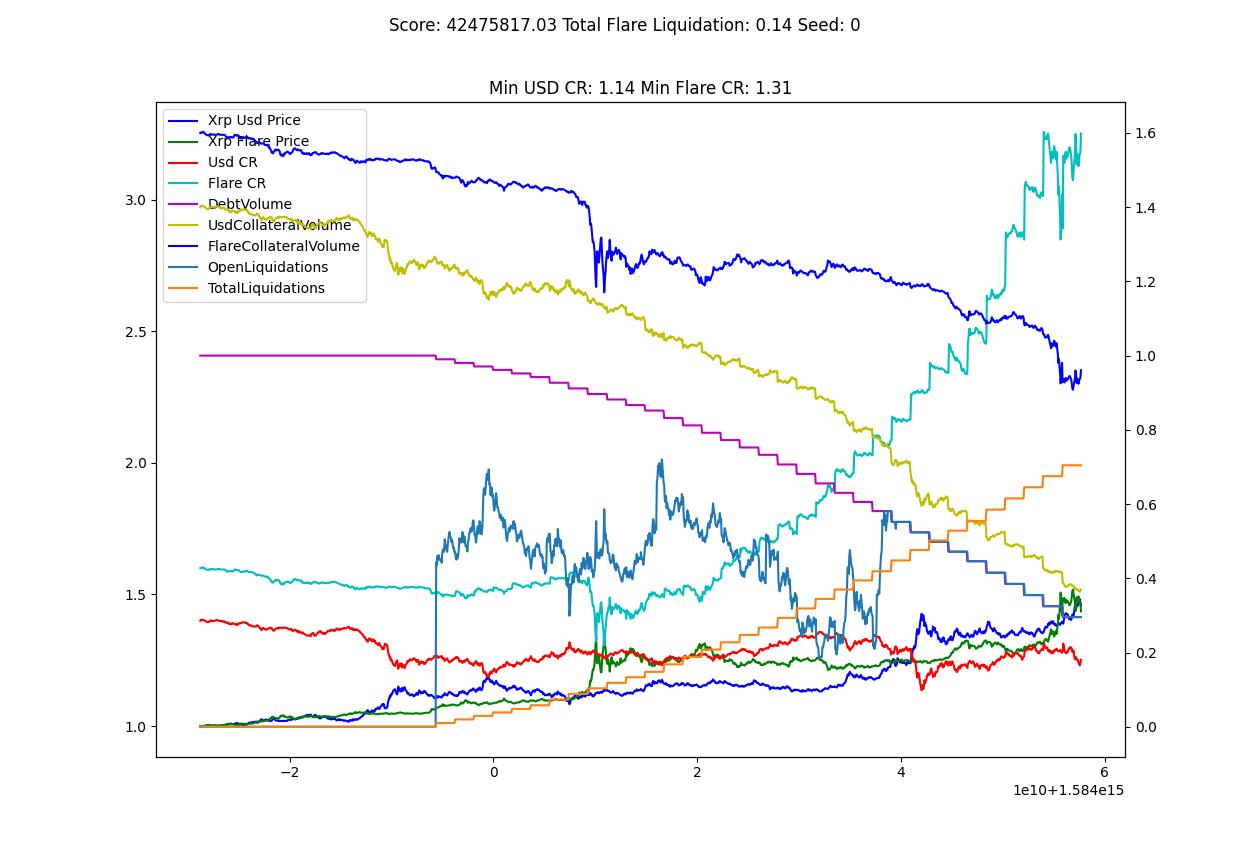 Score: 42475817.03 Total Flare Liquidation: 0.14 Seed: 0
Min USD CR: 1.14 Min Flare CR: 1.31
Xrp Usd Price
Xrp Flare Price
Usd CR
Flare CR
DebtVolume
UsdCollateralVolume
FlareCollateralVolume
OpenLiquidations
TotalLiquidations
3.0
2.5
2.0
1.5
1.0
1.6
1.4
1.2
1.0
0.8
0.6
0.4
0.2
0.0
−2 0 2 4 6
1e10+1.584e15